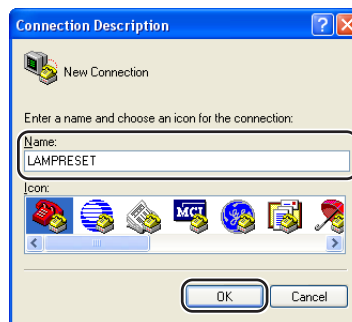 Connection Description
New Connection
Enter a name and choose an icon for the connection:
Name:
LAMPRESET
Icon:
MCI
OK Cancel